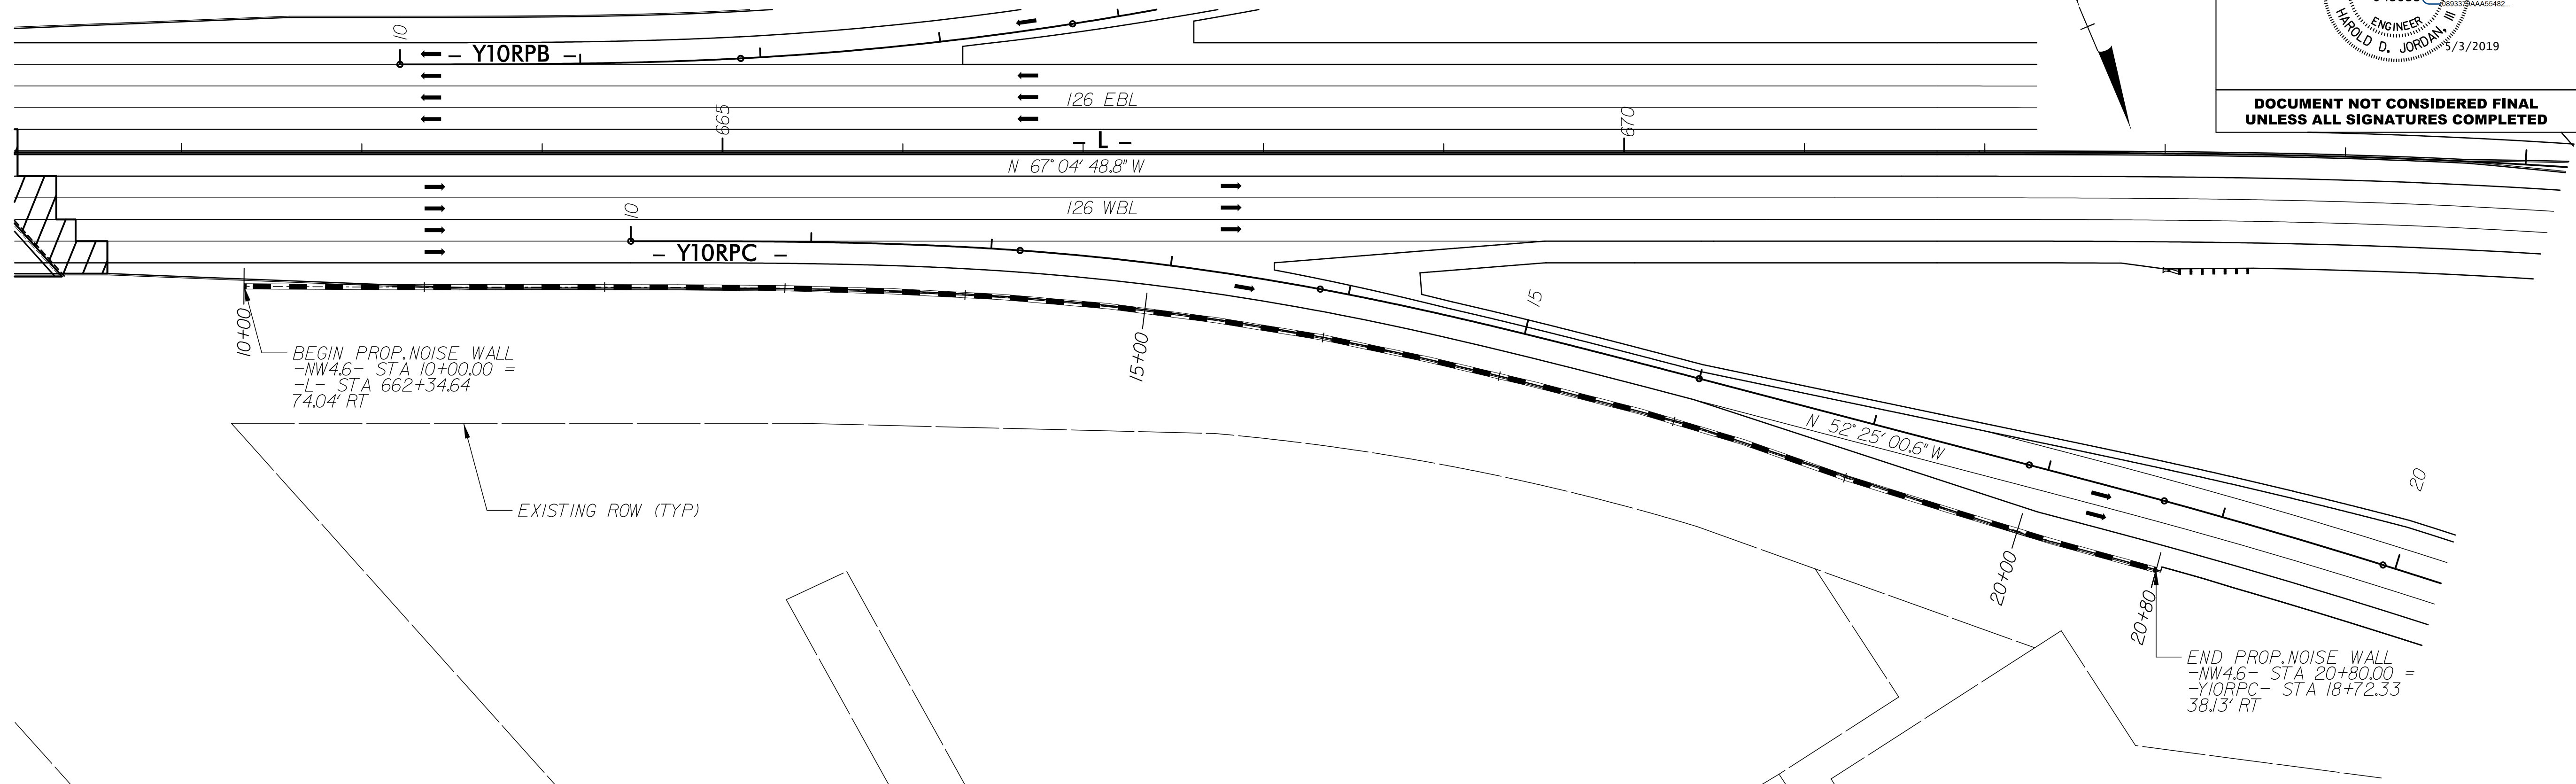 0893379AAA55482...
ENGINEER
HAROLD D. JORDAN, III
5/3/2019
DOCUMENT NOT CONSIDERED FINAL
UNLESS ALL SIGNATURES COMPLETED
10
– Y10RPB –
126 EBL
665
670
– L –
N 67° 04' 48.8" W
126 WBL
10
– Y10RPC –
15
10+00
15+00
BEGIN PROP. NOISE WALL
-NW4.6- STA 10+00.00 =
-L- STA 662+34.64
74.04' RT
N 52° 25' 00.6" W
20
EXISTING ROW (TYP)
20+00
20+80
END PROP. NOISE WALL
-NW4.6- STA 20+80.00 =
-Y10RPC- STA 18+72.33
38.13' RT